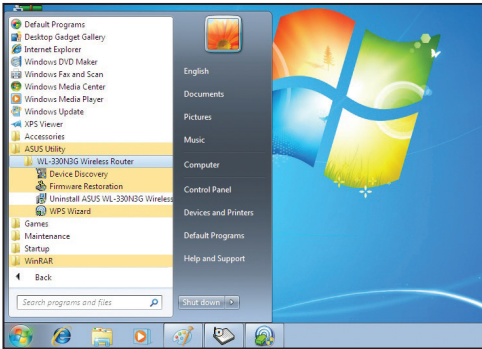 Default Programs
Desktop Gadget Gallery
Internet Explorer
Windows DVD Maker
Windows Fax and Scan
Windows Media Center
Windows Media Player
Windows Update
XPS Viewer
Accessories
ASUS Utility
WL-330N3G Wireless Router
Device Discovery
Firmware Restoration
Uninstall ASUS WL-330N3G Wireless
WPS Wizard
Games
Maintenance
Startup
WinRAR
Back
Search programs and files
English
Documents
Pictures
Music
Computer
Control Panel
Devices and Printers
Default Programs
Help and Support
Shut down